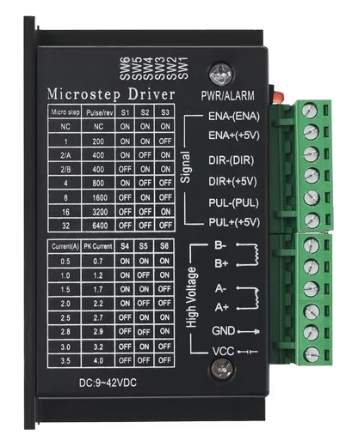 SW6 SW5 SW4 SW3 SW2 SW1
Microstep Driver
PWR/ALARM
Micro step Pulse/rev S1 S2 S3
NC NC ON ON ON
1 200 ON ON OFF
2/A 400 ON OFF ON
2/B 400 OFF ON ON
4 800 ON OFF OFF
8 1600 OFF ON OFF
16 3200 OFF OFF ON
32 6400 OFF OFF OFF
Current(A) PK Current S4 S5 S6
0.5 0.7 ON ON ON
1.0 1.2 ON OFF ON
1.5 1.7 ON ON OFF
2.0 2.2 ON OFF OFF
2.5 2.7 OFF ON ON
2.8 2.9 OFF OFF ON
3.0 3.2 OFF ON OFF
3.5 4.0 OFF OFF OFF
DC:9~42VDC
Signal
ENA-(ENA)
ENA+(+5V)
DIR-(DIR)
DIR+(+5V)
PUL-(PUL)
PUL+(+5V)
High Voltage
B-
B+
A-
A+
GND
VCC